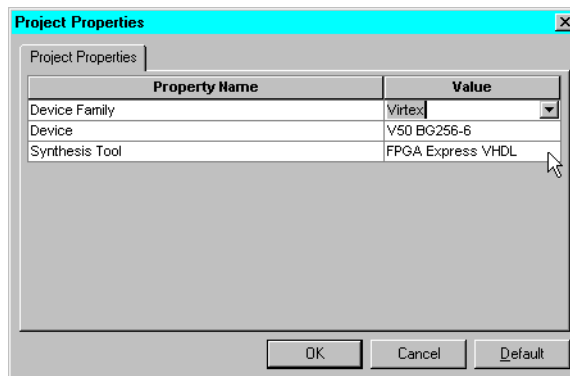 Project Properties
Project Properties
Property Name Value
Device Family Virtex
Device V50 BG256-6
Synthesis Tool FPGA Express VHDL
OK Cancel Default